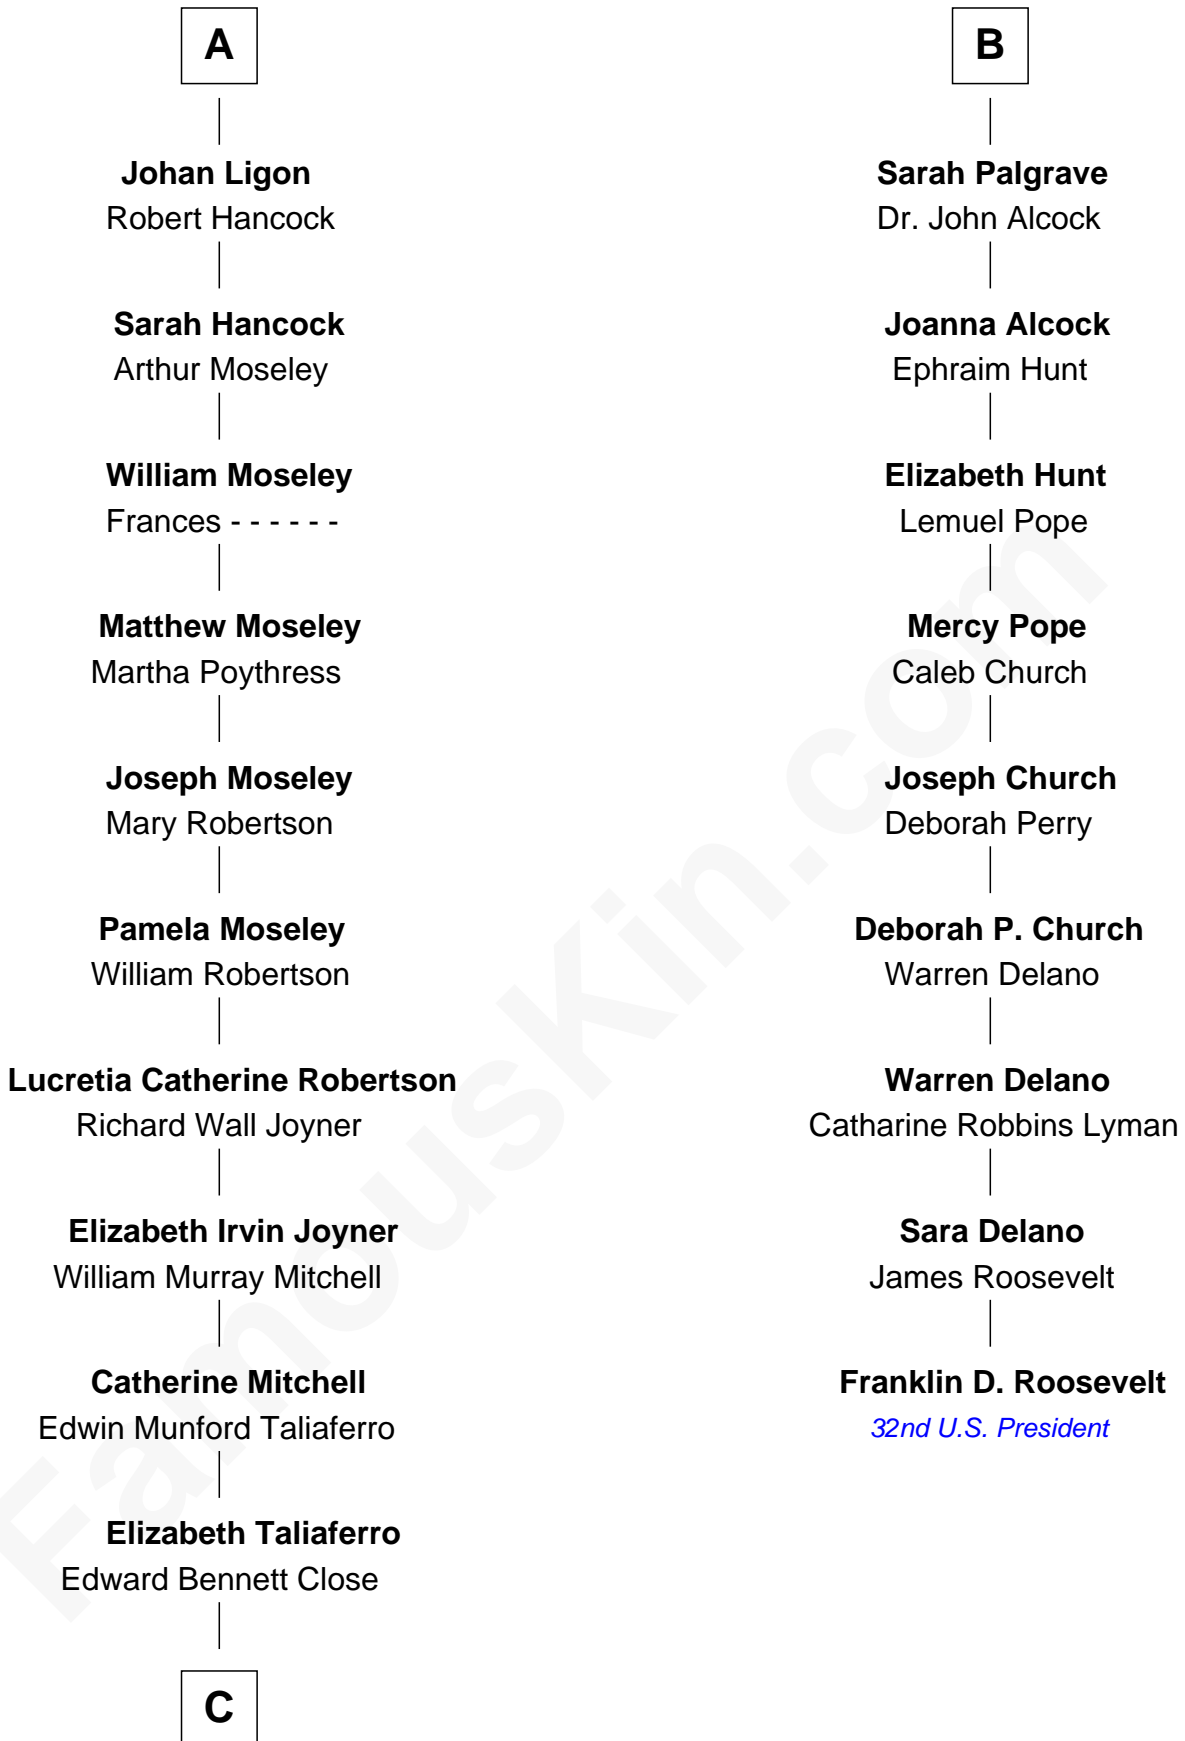 A
Johan Ligon
Robert Hancock
Sarah Hancock
Arthur Moseley
William Moseley
Frances - - - - - -
Matthew Moseley
Martha Poythress
Joseph Moseley
Mary Robertson
Pamela Moseley
William Robertson
Lucretia Catherine Robertson
Richard Wall Joyner
Elizabeth Irvin Joyner
William Murray Mitchell
Catherine Mitchell
Edwin Munford Taliaferro
Elizabeth Taliaferro
Edward Bennett Close
C
B
Sarah Palgrave
Dr. John Alcock
Joanna Alcock
Ephraim Hunt
Elizabeth Hunt
Lemuel Pope
Mercy Pope
Caleb Church
Joseph Church
Deborah Perry
Deborah P. Church
Warren Delano
Warren Delano
Catharine Robbins Lyman
Sara Delano
James Roosevelt
Franklin D. Roosevelt
32nd U.S. President
FamousKin.com